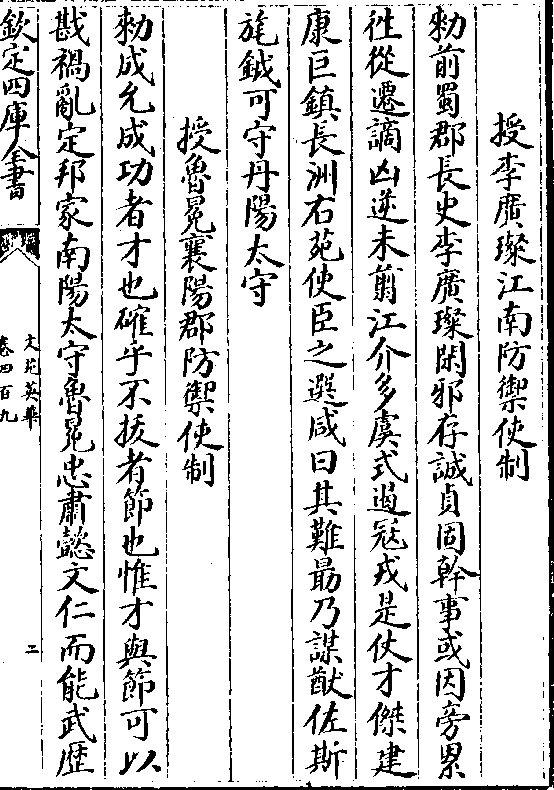 授李廣璨江南防禦使制
勑前蜀郡長史李廣璨閑邪存誠貞固幹事或因旁累
徃從遷謫凶逆未翦江介多虞式遏冦戎是仗才傑建
康巨鎮長洲右苑使臣之選咸曰其難最乃謀猷佐斯
旄鉞可守丹陽太守
授魯炅襄陽郡防禦使制
勑成允成功者才也確乎不拔者節也惟才與節可以
戡禍亂定邦家南陽太守魯炅忠肅懿文仁而能武歴
欽定四庫全書
文苑英華
卷四百九
二